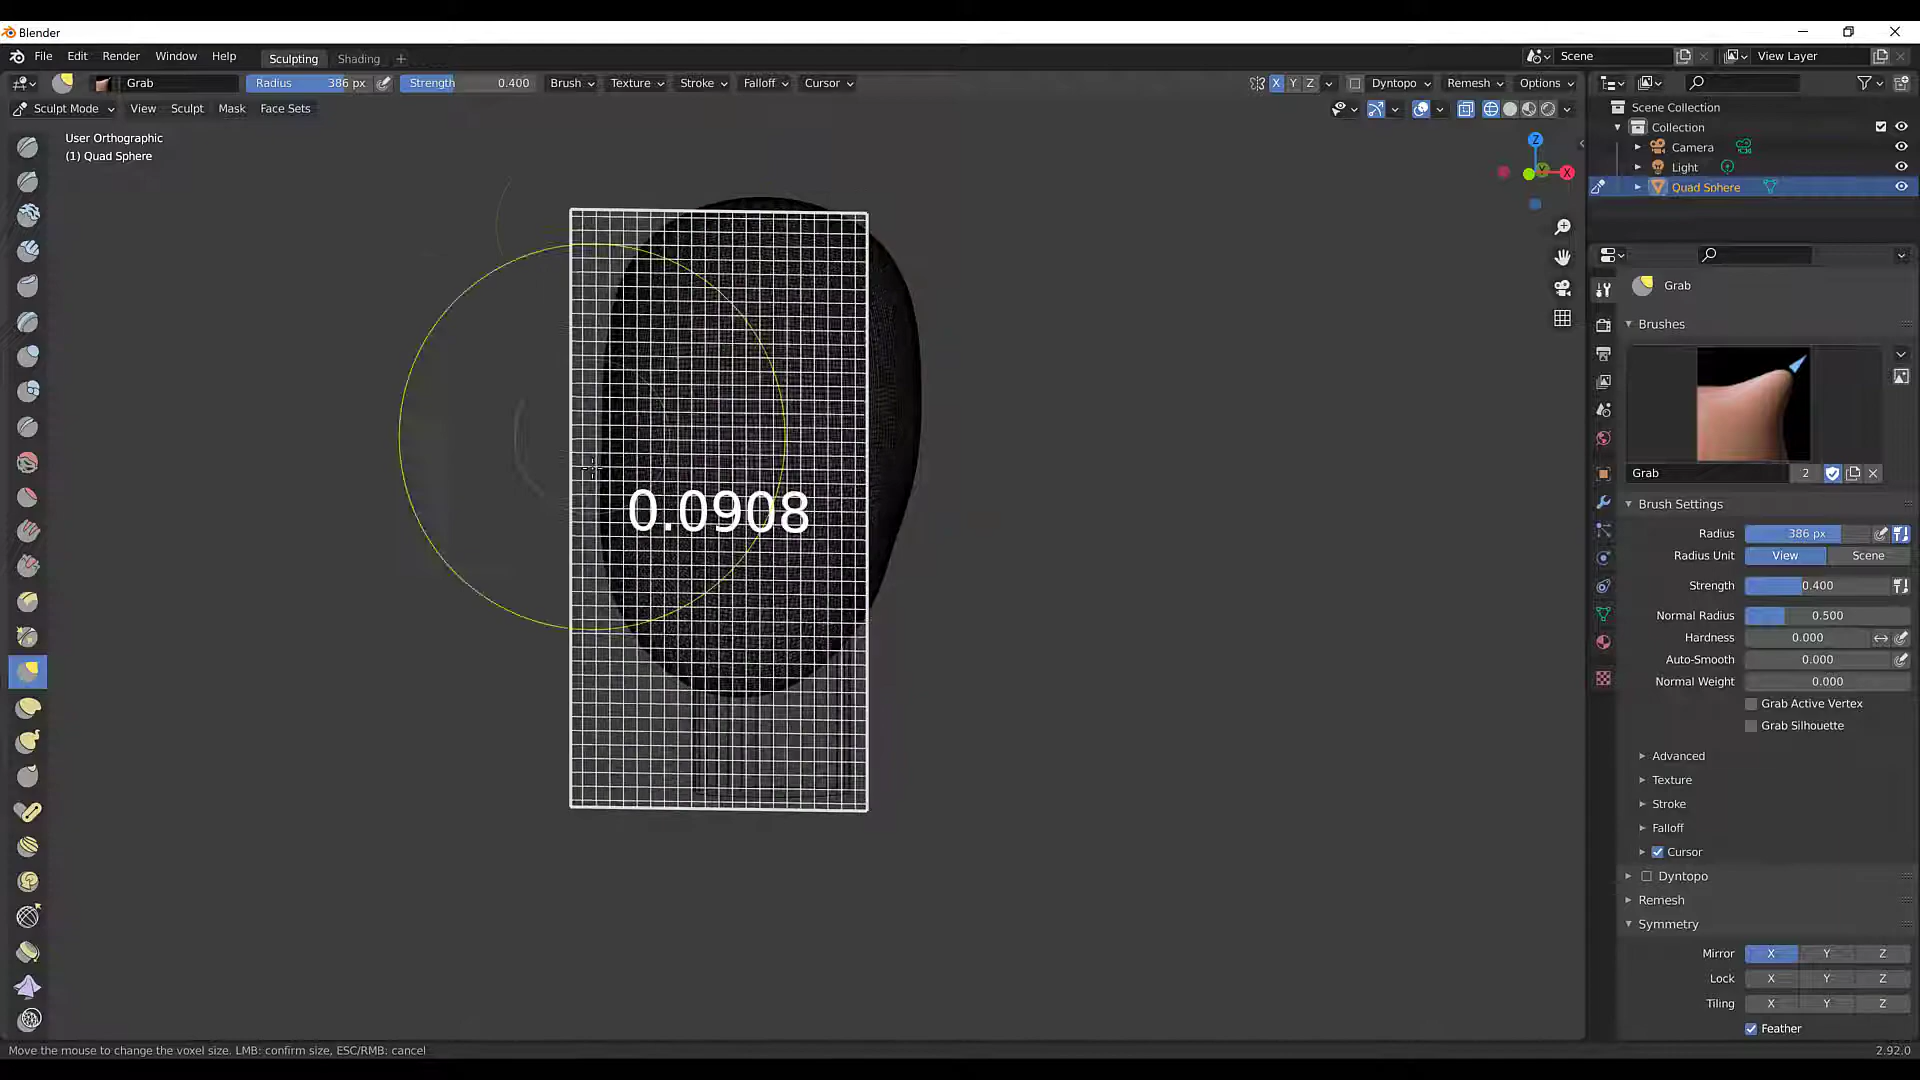 Blender
File Edit Render Window Help Sculpting Shading + Scene View Layer
Grab Radius 386 px Strength 0.400 Brush Texture Stroke Falloff Cursor X Y Z Dyntopo Remesh Options
Sculpt Mode View Sculpt Mask Face Sets
User Orthographic
(1) Quad Sphere
Z
X
Y
0.0908
Scene Collection
Collection
Camera
Light
Quad Sphere
Grab
Brushes
Grab 2
Brush Settings
Radius 386 px
Radius Unit View Scene
Strength 0.400
Normal Radius 0.500
Hardness 0.000
Auto-Smooth 0.000
Normal Weight 0.000
Grab Active Vertex
Grab Silhouette
Advanced
Texture
Stroke
Falloff
Cursor
Dyntopo
Remesh
Symmetry
Mirror X Y Z
Lock X Y Z
Tiling X Y Z
Feather
Move the mouse to change the voxel size. LMB: confirm size, ESC/RMB: cancel 2.92.0